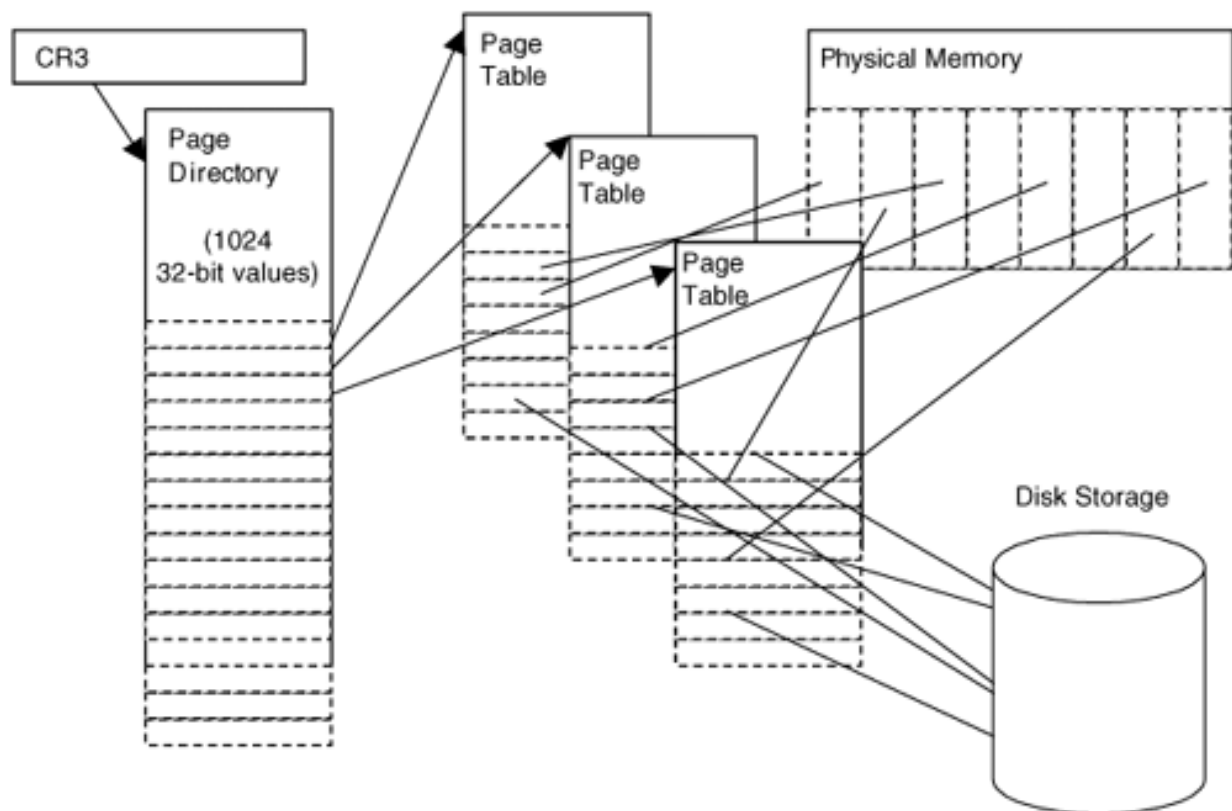 CR3
Page
Directory
(1024
32-bit values)
Page
Table
Page
Table
Page
Table
Physical Memory
Disk Storage